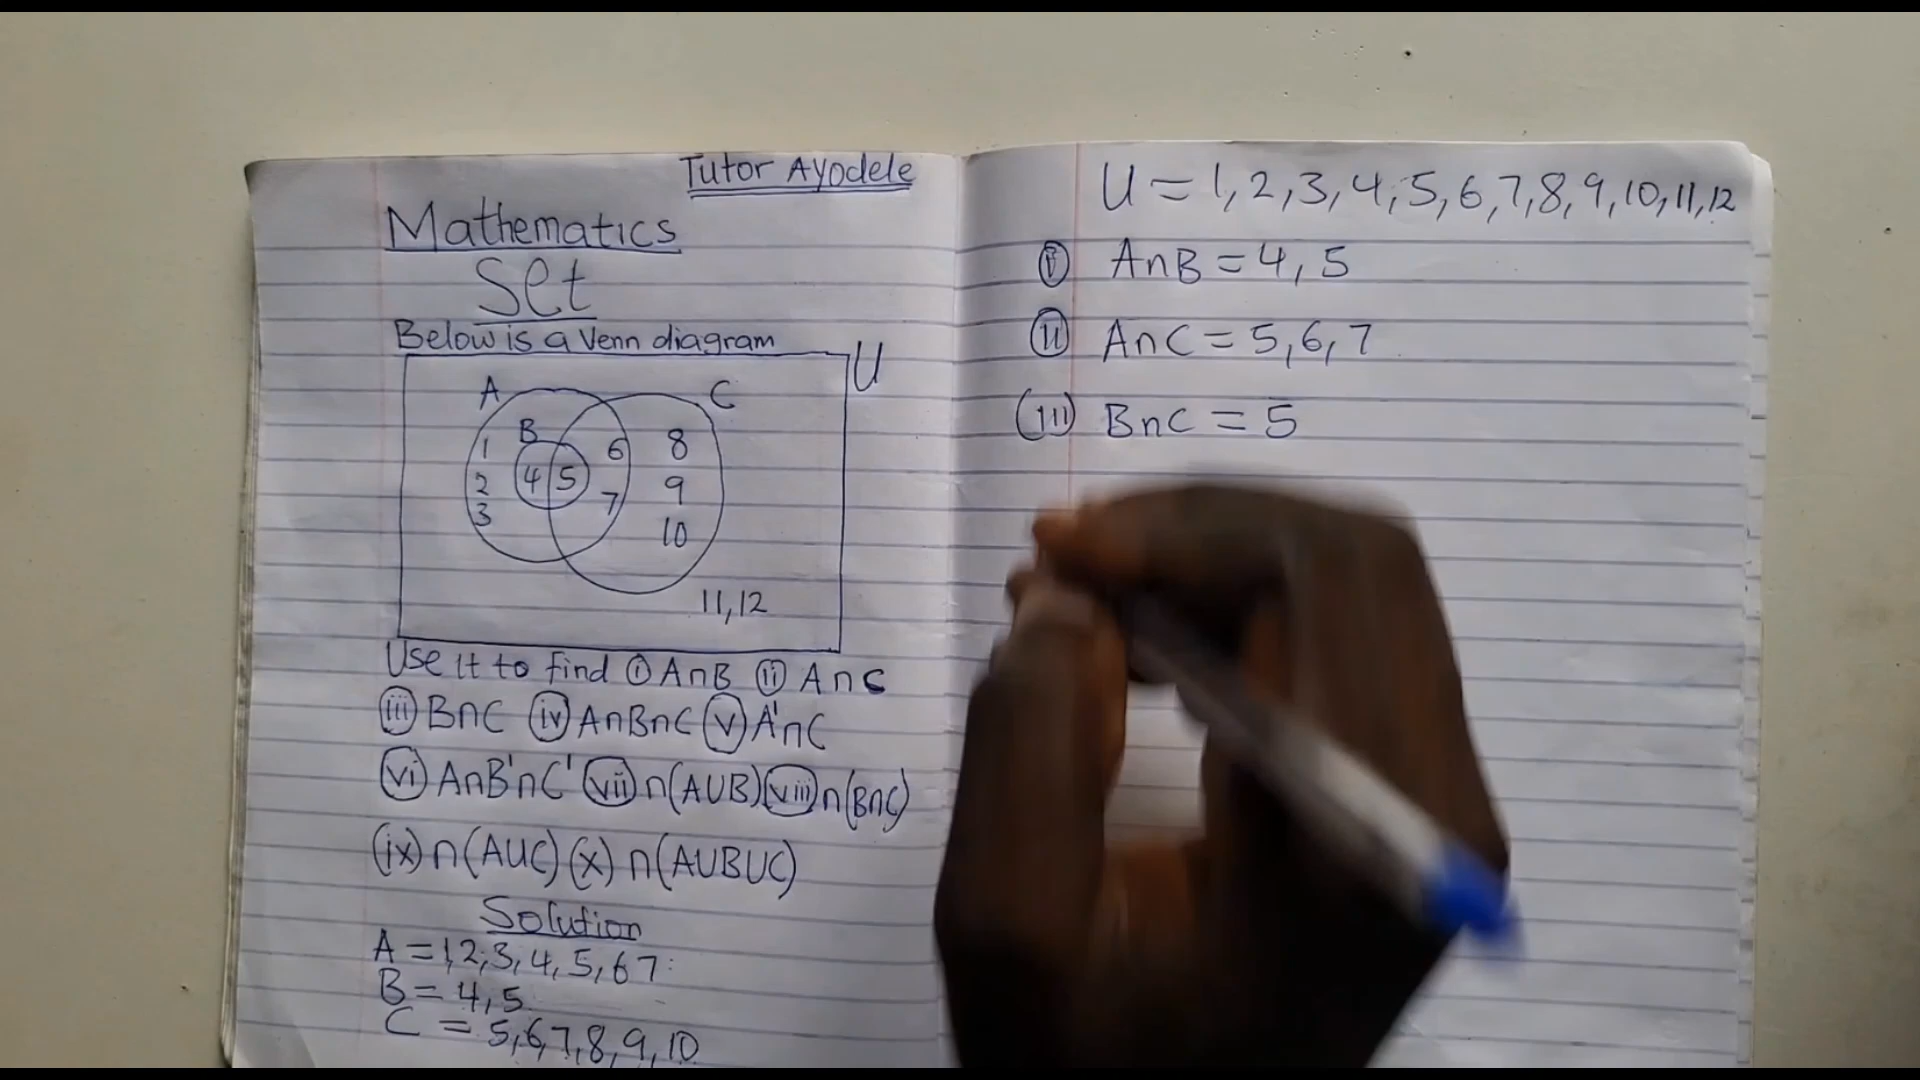 Tutor Ayodele
Mathematics
Set
Below is a Venn diagram
U
A
C
B
1
6
8
2
4
5
9
3
7
10
11,12
Use it to find (i) A∩B (ii) A∩C
(iii) B∩C (iv) A∩B∩C (v) A'∩C
(vi) A∩B'∩C' (vii) n(AUB) (viii) n(B∩C)
(ix) n(AUC) (x) n(AUBUC)
Solution
A = 1,2,3,4,5,6 7
B = 4,5
C = 5,6,7,8,9,10
U = 1,2,3,4,5,6,7,8,9,10,11,12
(i) A∩B = 4, 5
(ii) A∩C = 5,6,7
(iii) B∩C = 5